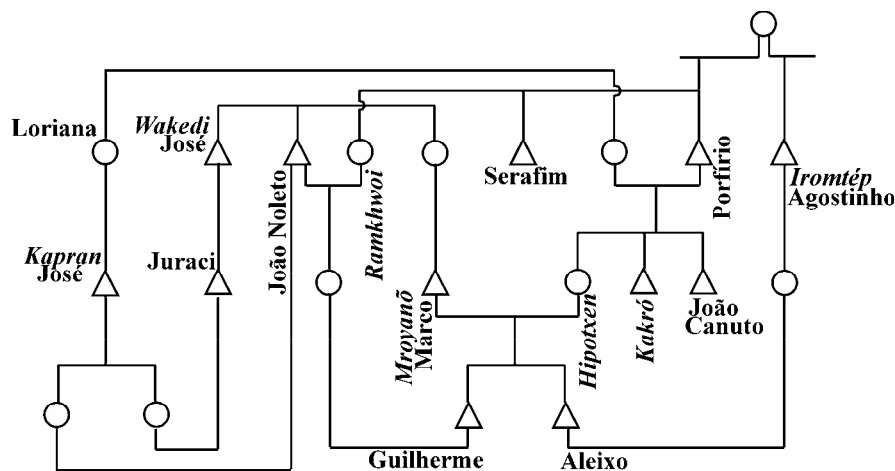 Loriana
Wakedi
José
João Noleto
Ramkhwoi
Serafim
Porfírio
Iromtép
Agostinho
Kapran
José
Juraci
Mroyanõ
Marco
Hipotxen
Kakró
João
Canuto
Guilherme
Aleixo